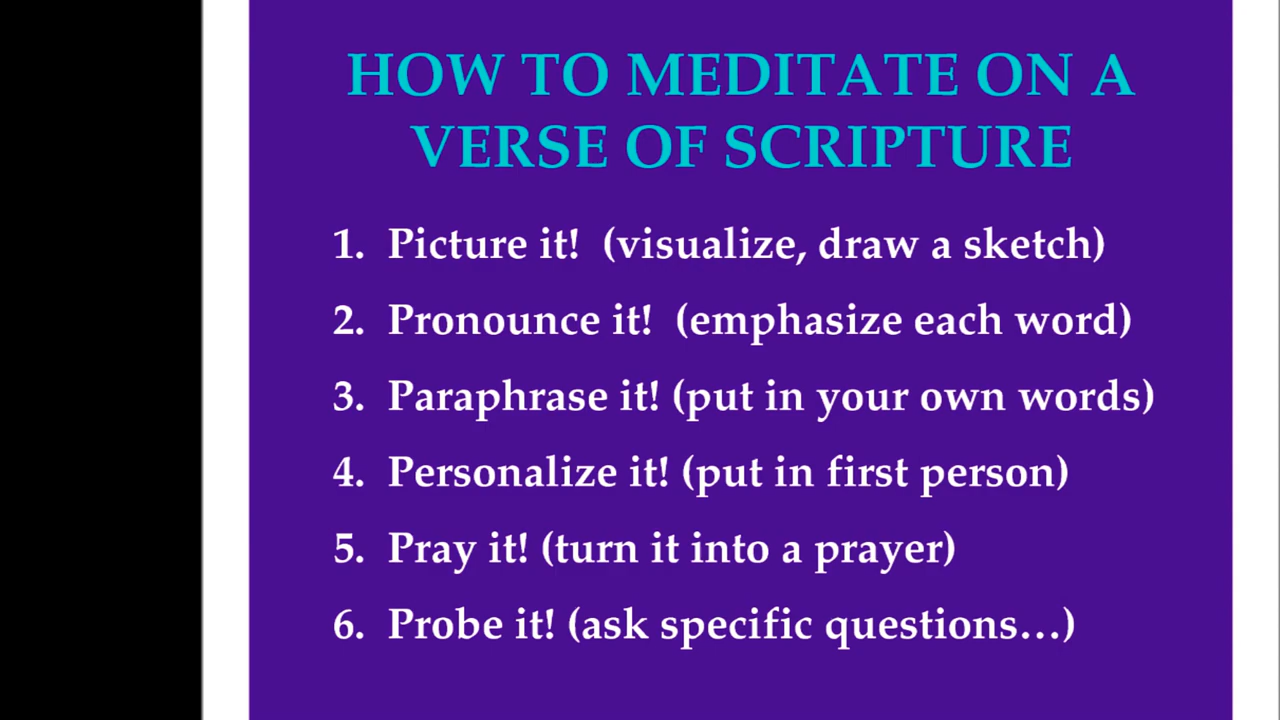 HOW TO MEDITATE ON A
VERSE OF SCRIPTURE
1. Picture it! (visualize, draw a sketch)
2. Pronounce it! (emphasize each word)
3. Paraphrase it! (put in your own words)
4. Personalize it! (put in first person)
5. Pray it! (turn it into a prayer)
6. Probe it! (ask specific questions…)